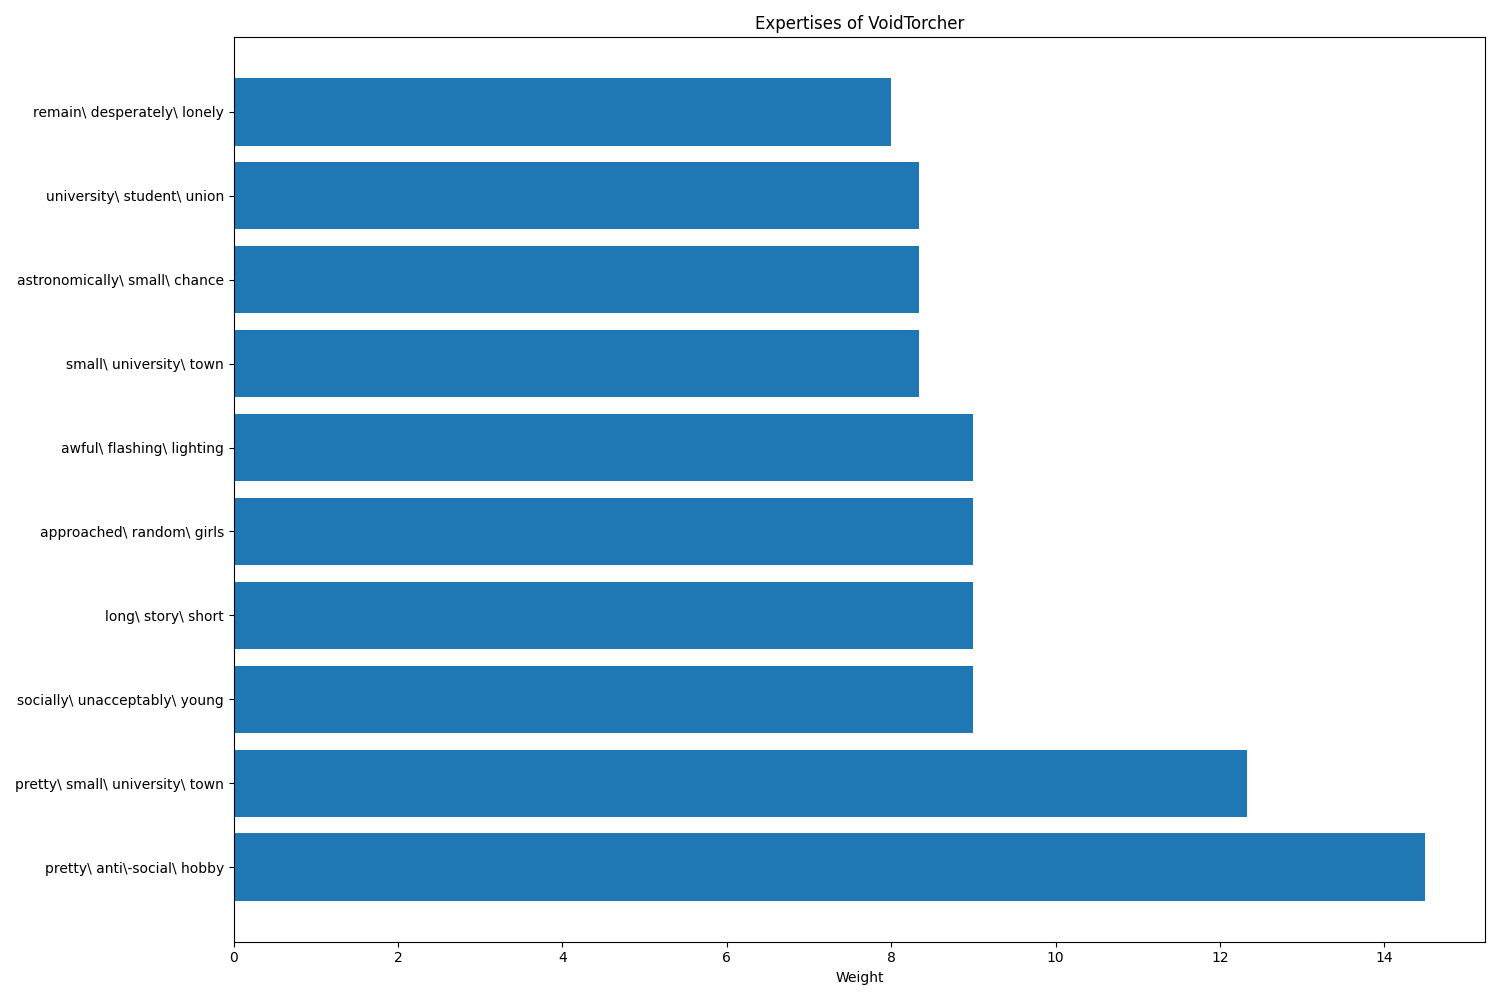 Expertises of VoidTorcher
remain\ desperately\ lonely
university\ student\ union
astronomically\ small\ chance
small\ university\ town
awful\ flashing\ lighting
approached\ random\ girls
long\ story\ short
socially\ unacceptably\ young
pretty\ small\ university\ town
pretty\ anti\-social\ hobby
0 2 4 6 8 10 12 14
Weight